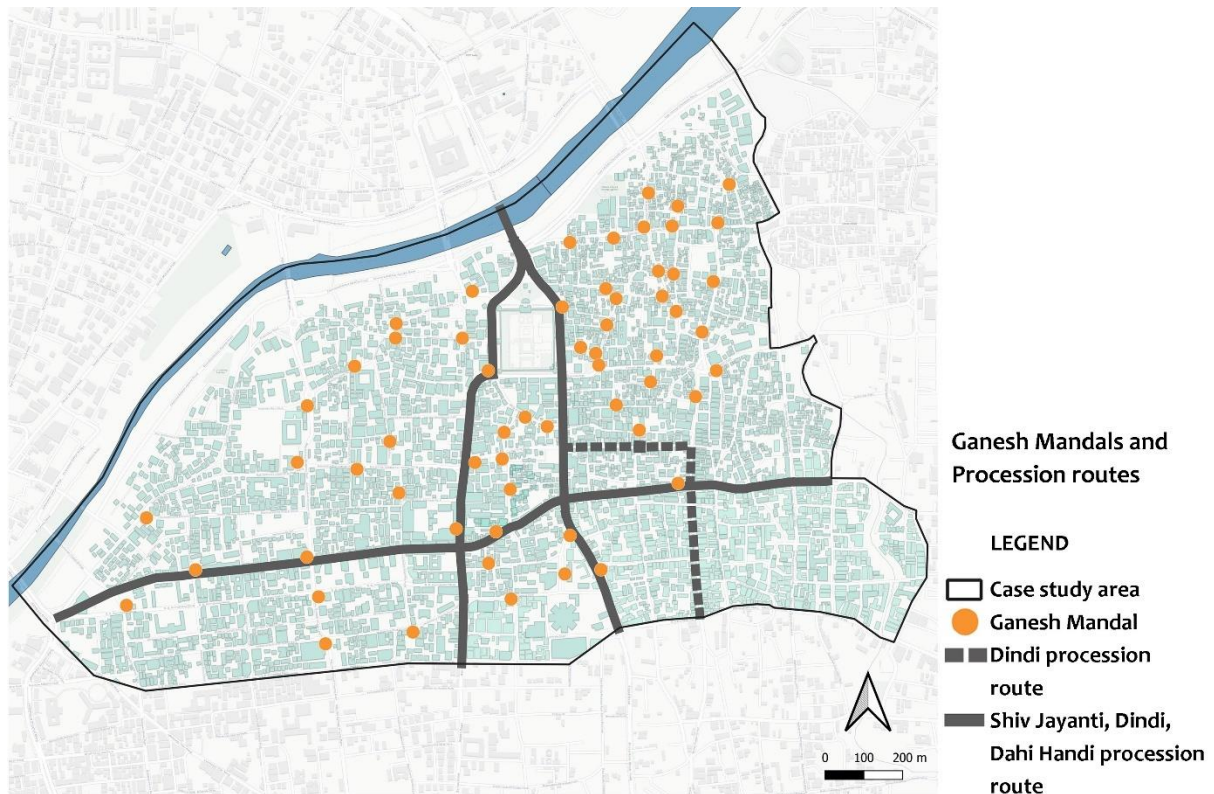 Ganesh Mandals and
Procession routes
LEGEND
Case study area
Ganesh Mandal
Dindi procession
route
Shiv Jayanti, Dindi,
Dahi Handi procession
route
0 100 200 m